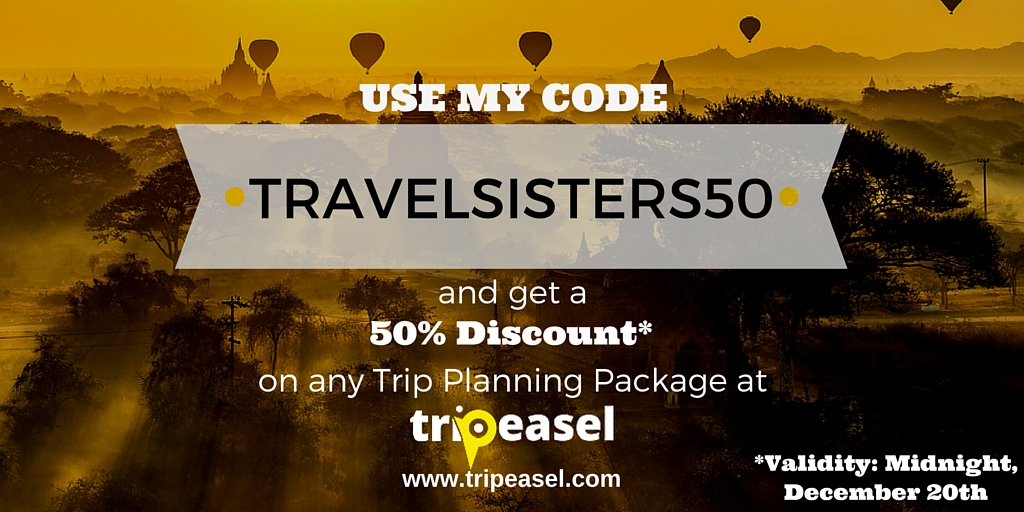 USE MY CODE
TRAVELSISTERS50
and get a
50% Discount*
on any Trip Planning Package at
tripeasel
www.tripeasel.com
*Validity: Midnight,
December 20th